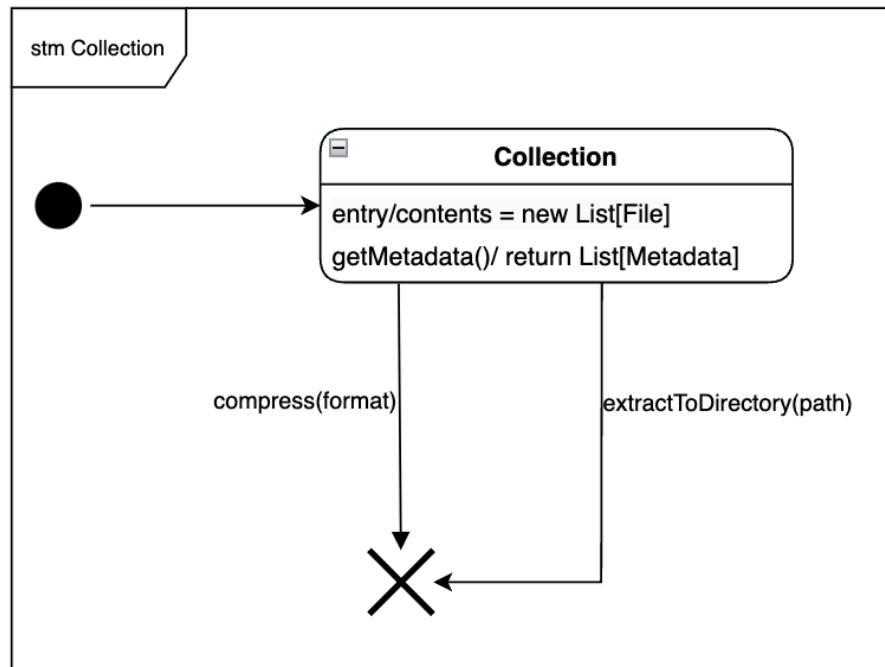 stm Collection
Collection
entry/contents = new List[File]
getMetadata()/ return List[Metadata]
compress(format)
extractToDirectory(path)